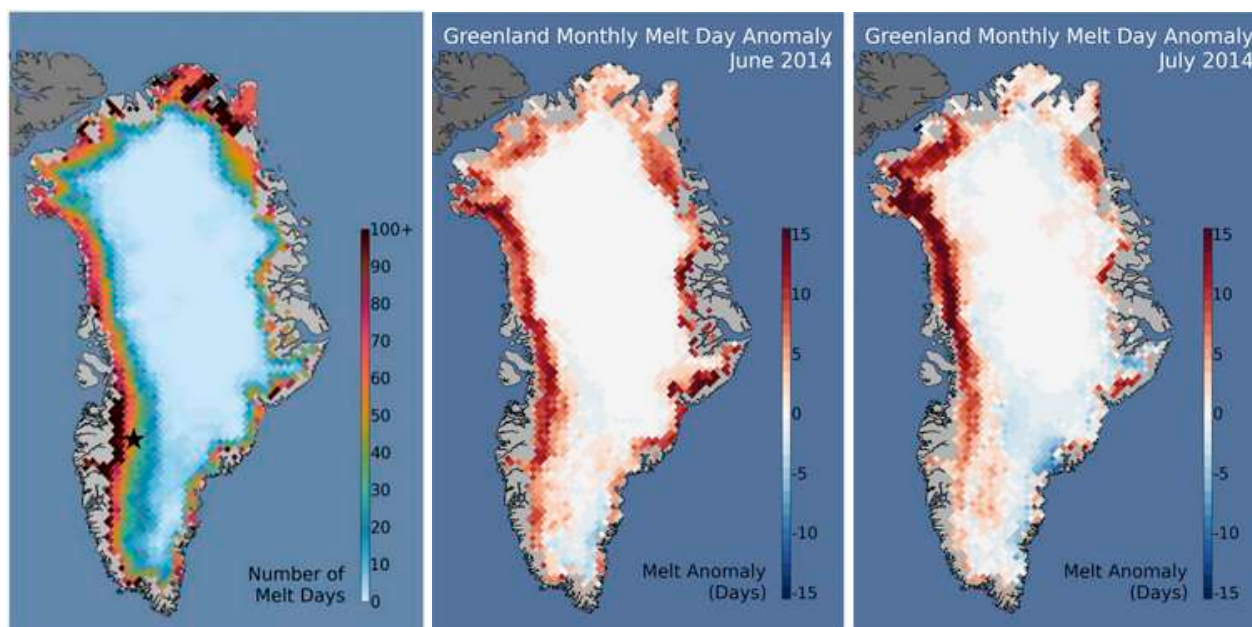 100+
90
80
70
60
50
40
30
20
10
0
Number of
Melt Days
Greenland Monthly Melt Day Anomaly
June 2014
15
10
5
0
-5
-10
-15
Melt Anomaly
(Days)
Greenland Monthly Melt Day Anomaly
July 2014
15
10
5
0
-5
-10
-15
Melt Anomaly
(Days)